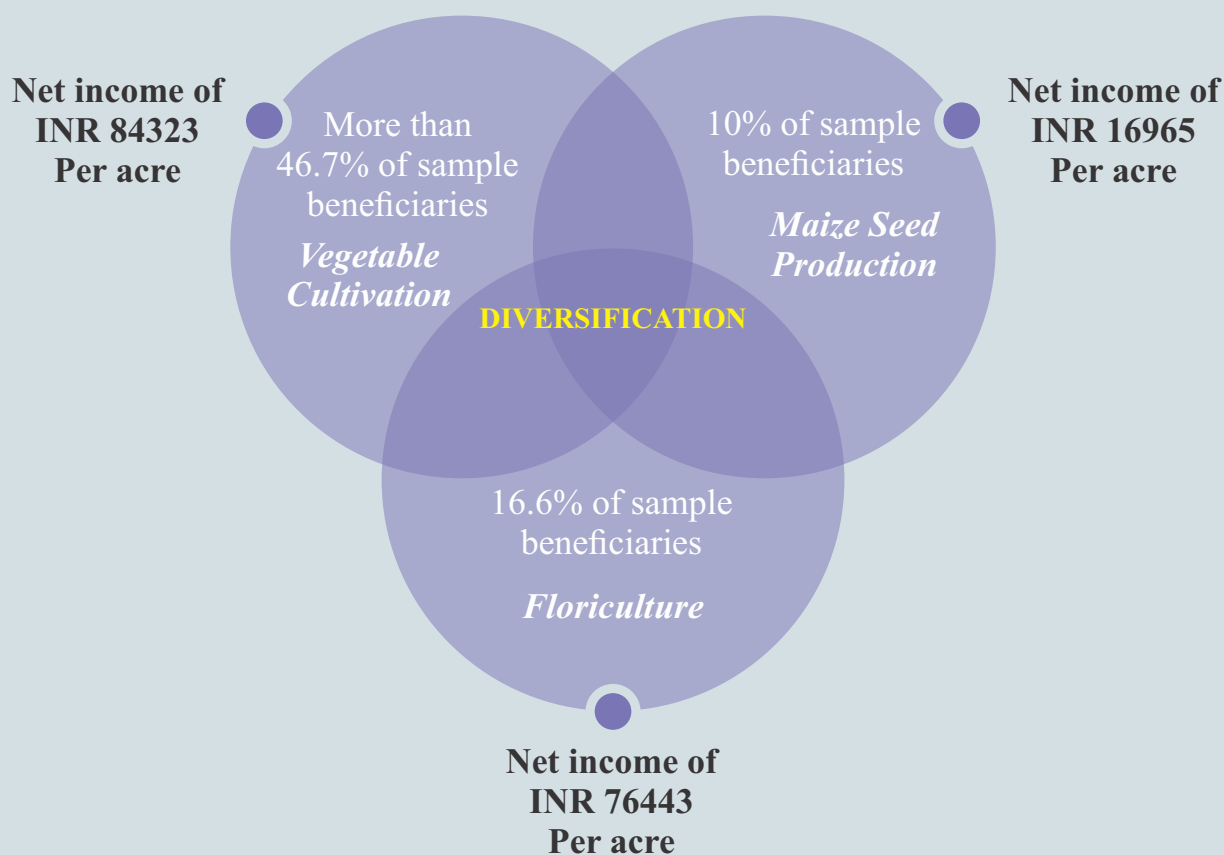 Net income of
INR 84323
Per acre
More than
46.7% of sample
beneficiaries
Vegetable
Cultivation
10% of sample
beneficiaries
Maize Seed
Production
Net income of
INR 16965
Per acre
DIVERSIFICATION
16.6% of sample
beneficiaries
Floriculture
Net income of
INR 76443
Per acre